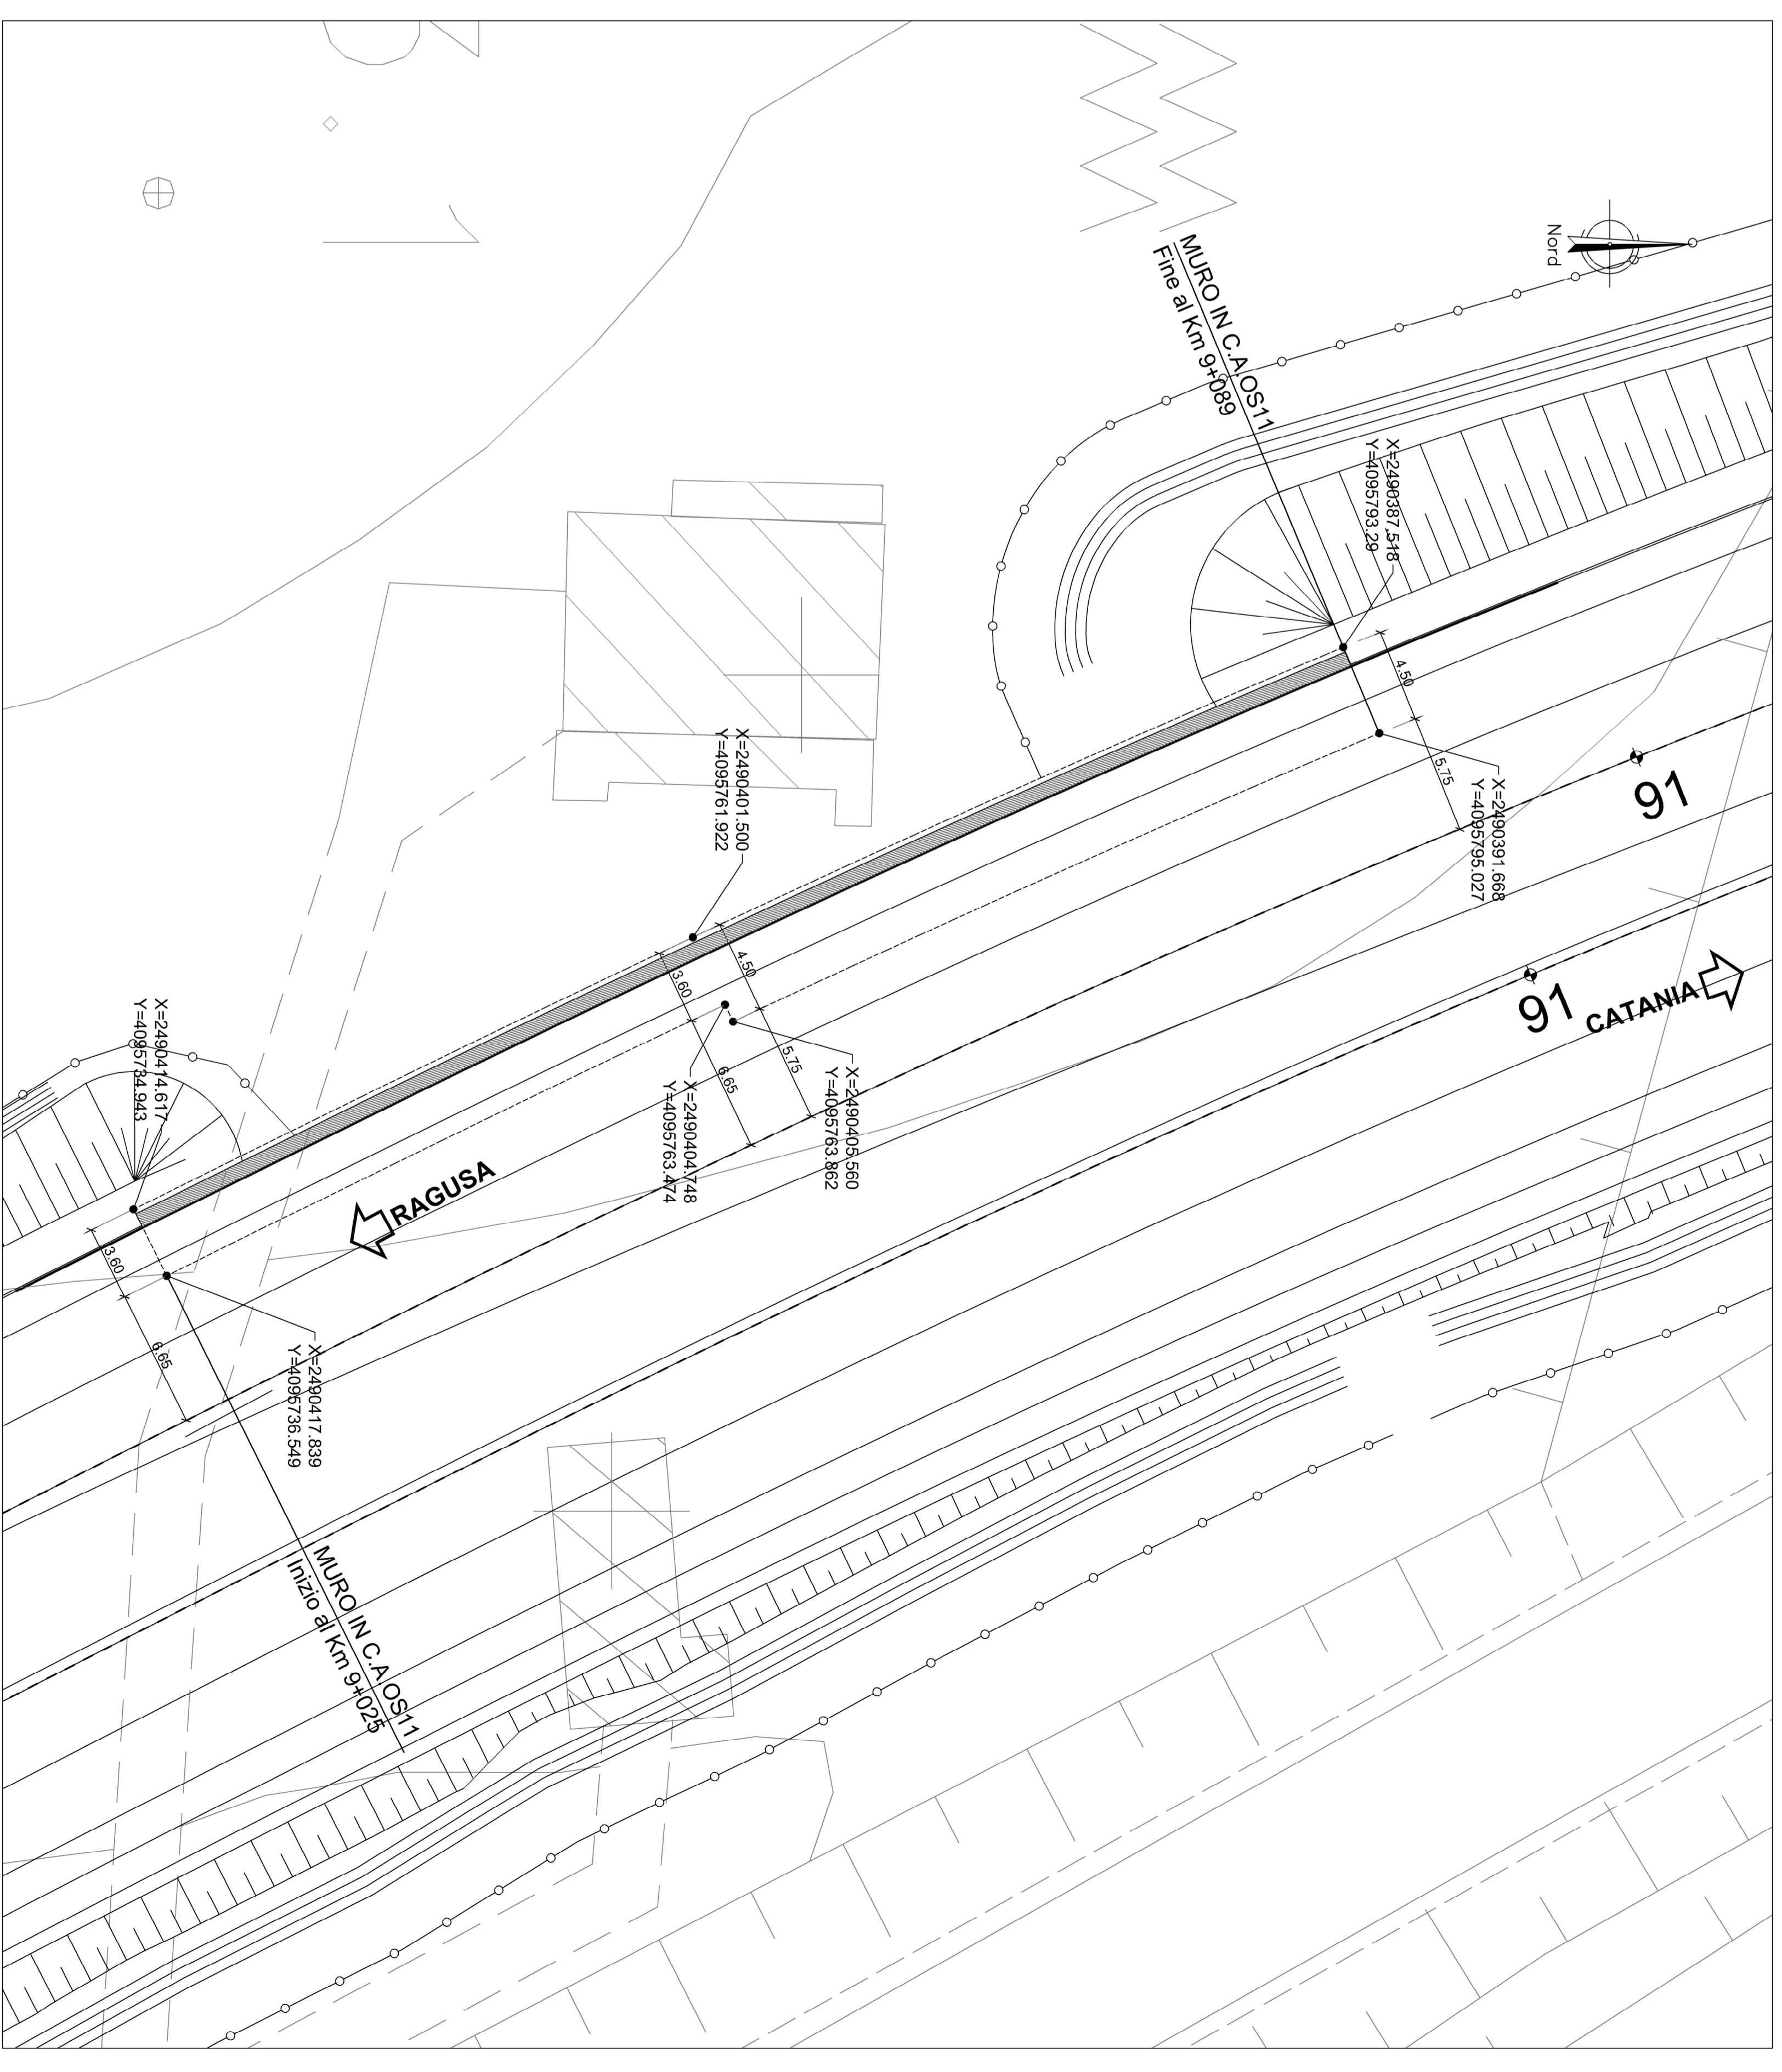 Nord
MURO IN C.A.OS11
Fine al Km 9+089
X=2490387.518
Y=4095793.29
4.50
5.75
X=2490391.668
Y=4095795.027
91
91
CATANIA
X=2490401.500
Y=4095761.922
4.50
3.60
5.75
6.65
X=2490405.560
Y=4095763.862
X=2490404.748
Y=4095763.474
RAGUSA
X=2490414.617
Y=4095734.943
3.60
6.65
X=2490417.839
Y=4095736.549
MURO IN C.A.OS11
Inizio al Km 9+025